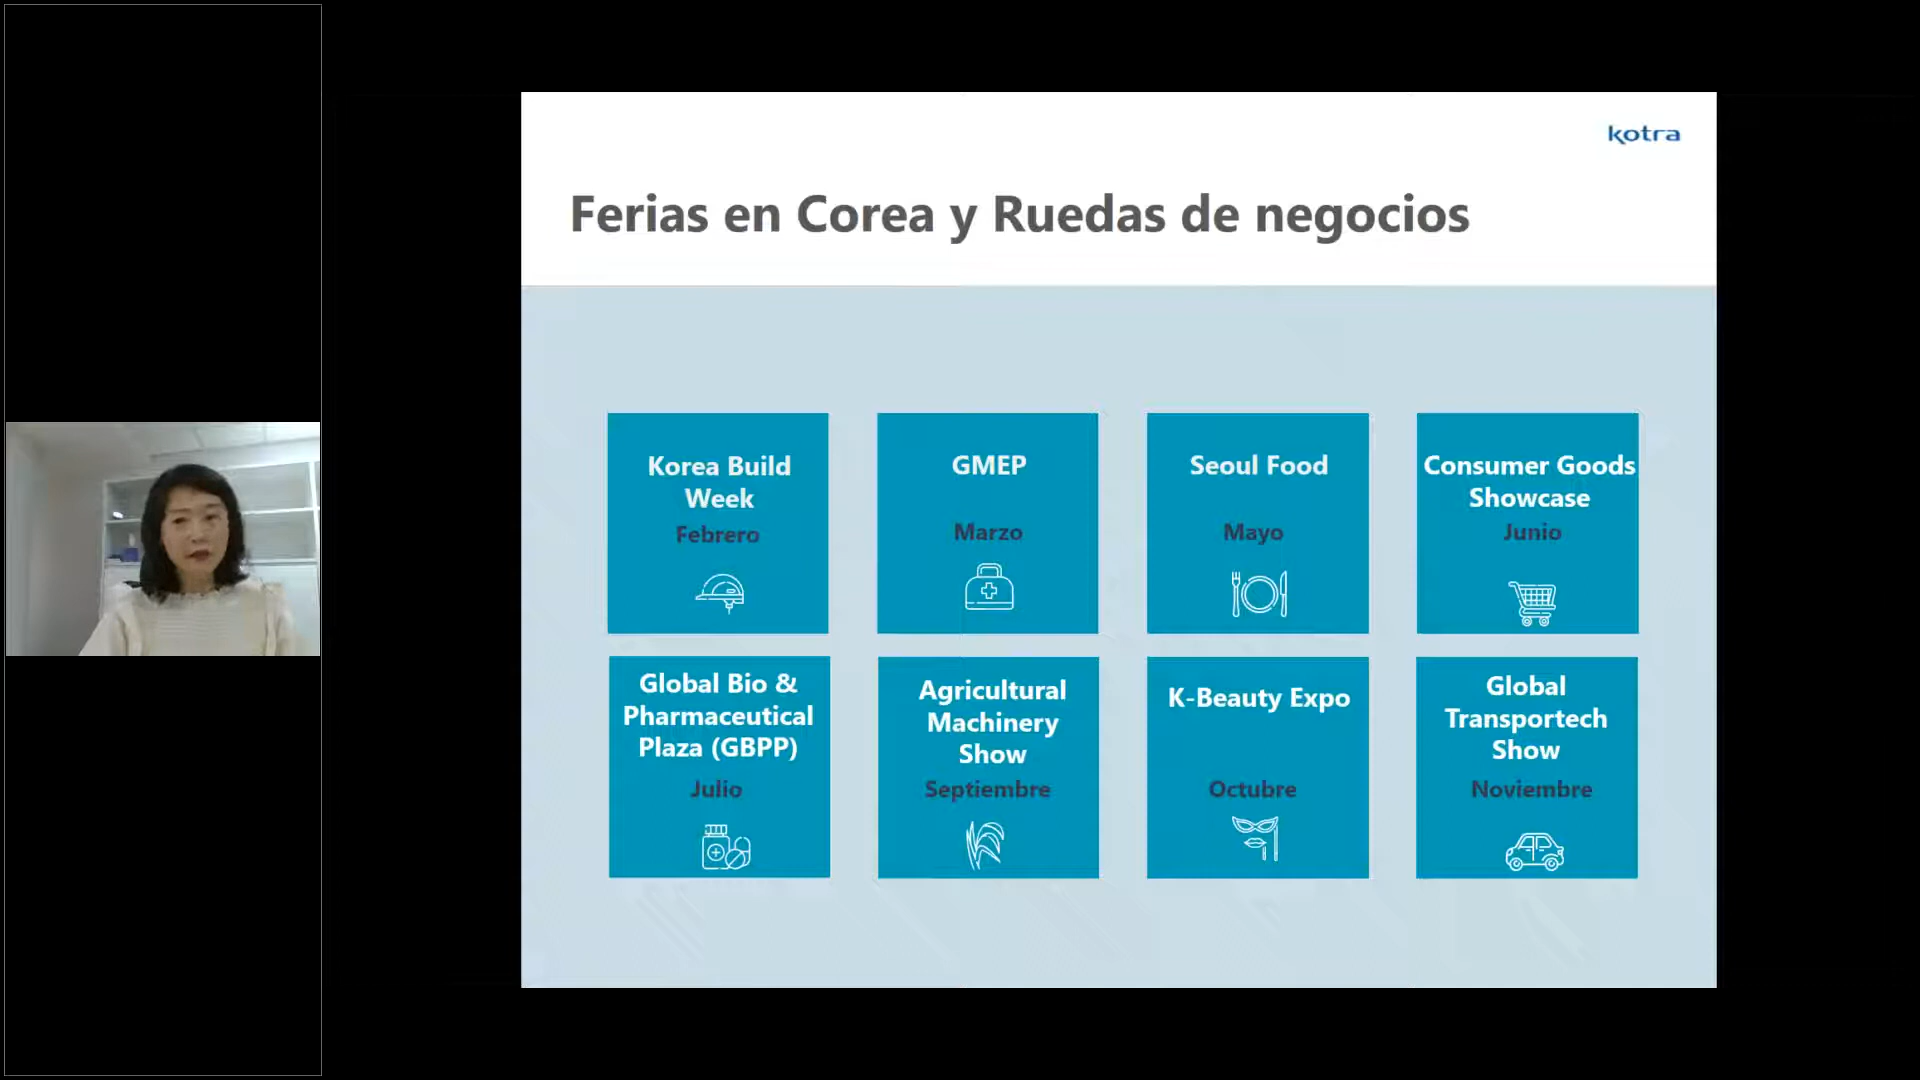 kotra
Ferias en Corea y Ruedas de negocios
Korea Build
Week
Febrero
GMEP
Marzo
Seoul Food
Mayo
Consumer Goods
Showcase
Junio
Global Bio &
Pharmaceutical
Plaza (GBPP)
Julio
Agricultural
Machinery
Show
Septiembre
K-Beauty Expo
Octubre
Global
Transportech
Show
Noviembre